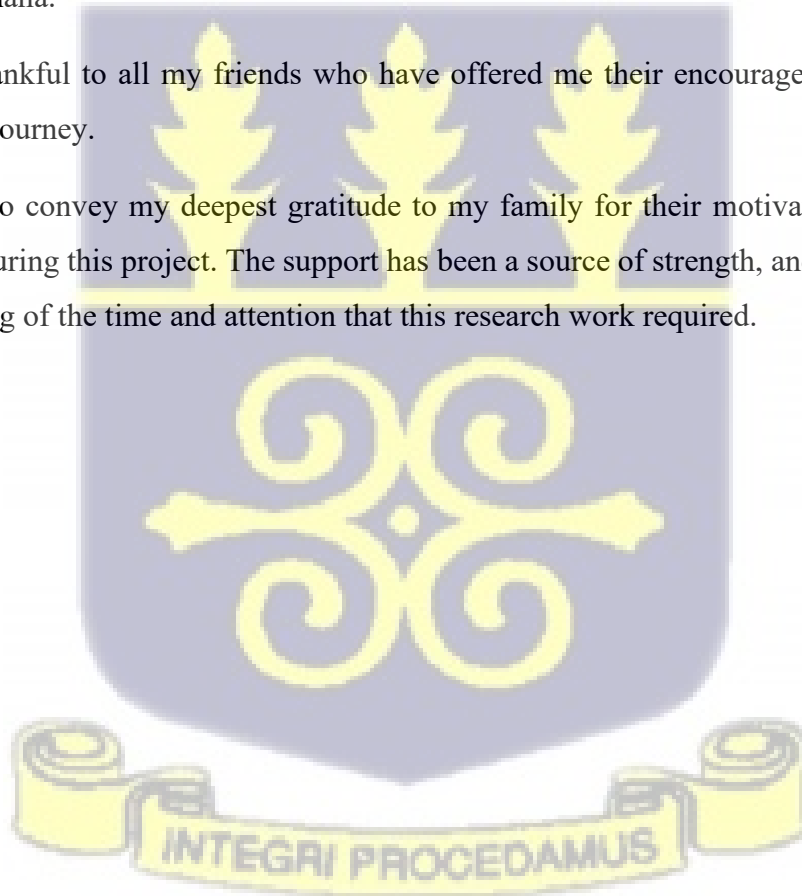 ankful to all my friends who have offered me their encourage
ourney.
o convey my deepest gratitude to my family for their motiva
uring this project. The support has been a source of strength, an
g of the time and attention that this research work required.
INTEGRI PROCEDAMUS